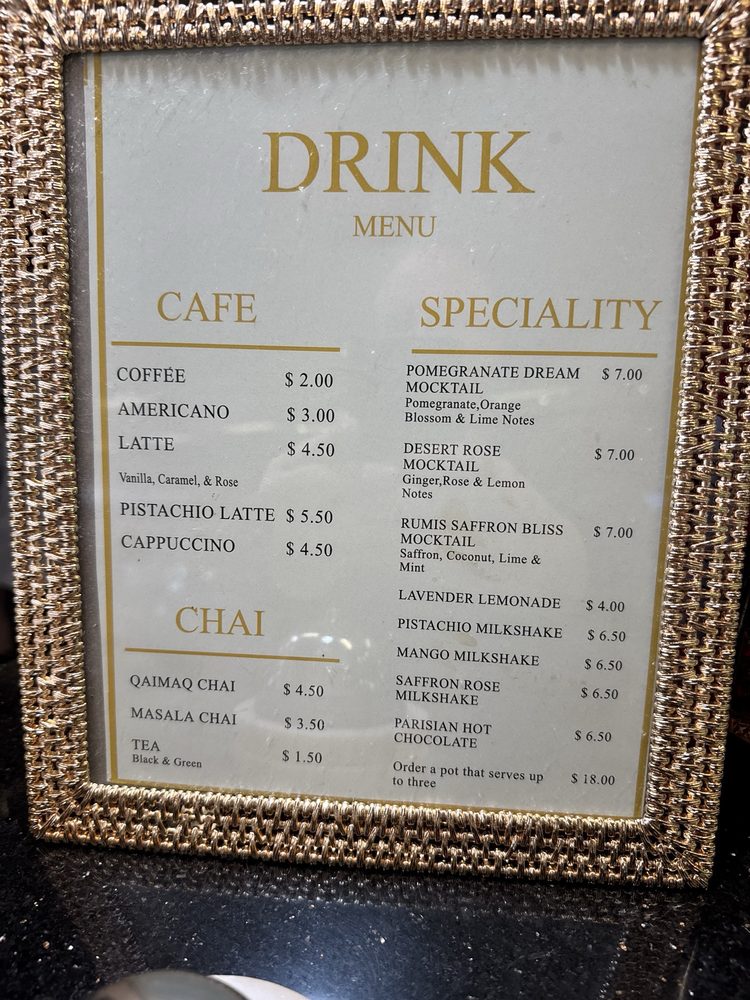 DRINK
MENU
CAFE
COFFEE $ 2.00
AMERICANO $ 3.00
LATTE $ 4.50
Vanilla, Caramel, & Rose
PISTACHIO LATTE $ 5.50
CAPPUCCINO $ 4.50
CHAI
QAIMAQ CHAI $ 4.50
MASALA CHAI $ 3.50
TEA $ 1.50
Black & Green
SPECIALITY
POMEGRANATE DREAM $ 7.00
MOCKTAIL
Pomegranate,Orange
Blossom & Lime Notes
DESERT ROSE $ 7.00
MOCKTAIL
Ginger,Rose & Lemon
Notes
RUMIS SAFFRON BLISS $ 7.00
MOCKTAIL
Saffron, Coconut, Lime &
Mint
LAVENDER LEMONADE $ 4.00
PISTACHIO MILKSHAKE $ 6.50
MANGO MILKSHAKE $ 6.50
SAFFRON ROSE $ 6.50
MILKSHAKE
PARISIAN HOT $ 6.50
CHOCOLATE
Order a pot that serves up $ 18.00
to three